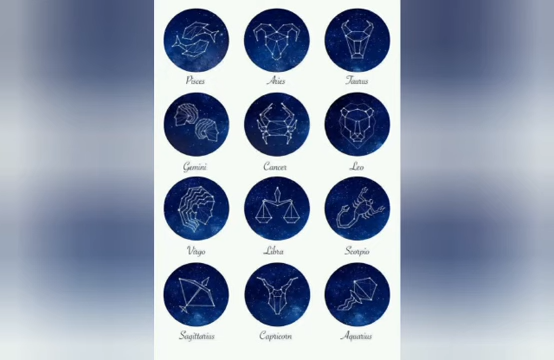 Pisces Aries Taurus
Gemini Cancer Leo
Virgo Libra Scorpio
Sagittarius Capricorn Aquarius